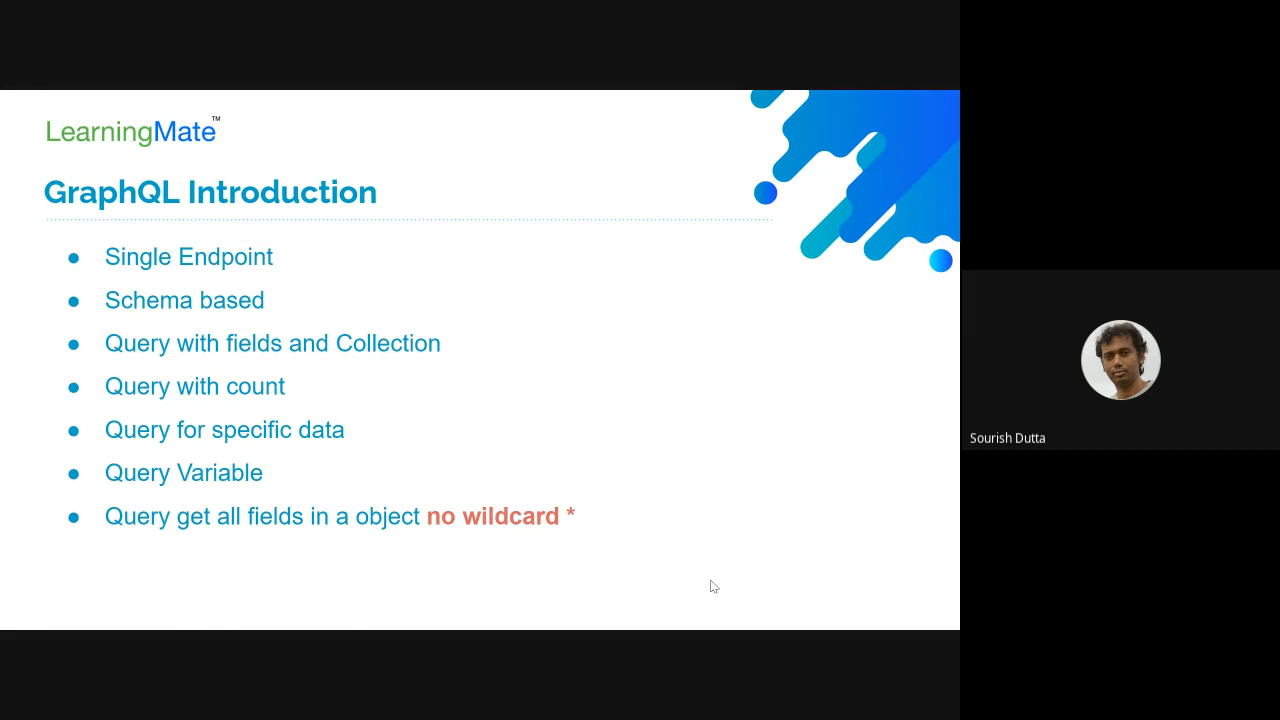 LearningMate™
GraphQL Introduction
● Single Endpoint
● Schema based
● Query with fields and Collection
● Query with count
● Query for specific data
● Query Variable
● Query get all fields in a object no wildcard *
Sourish Dutta